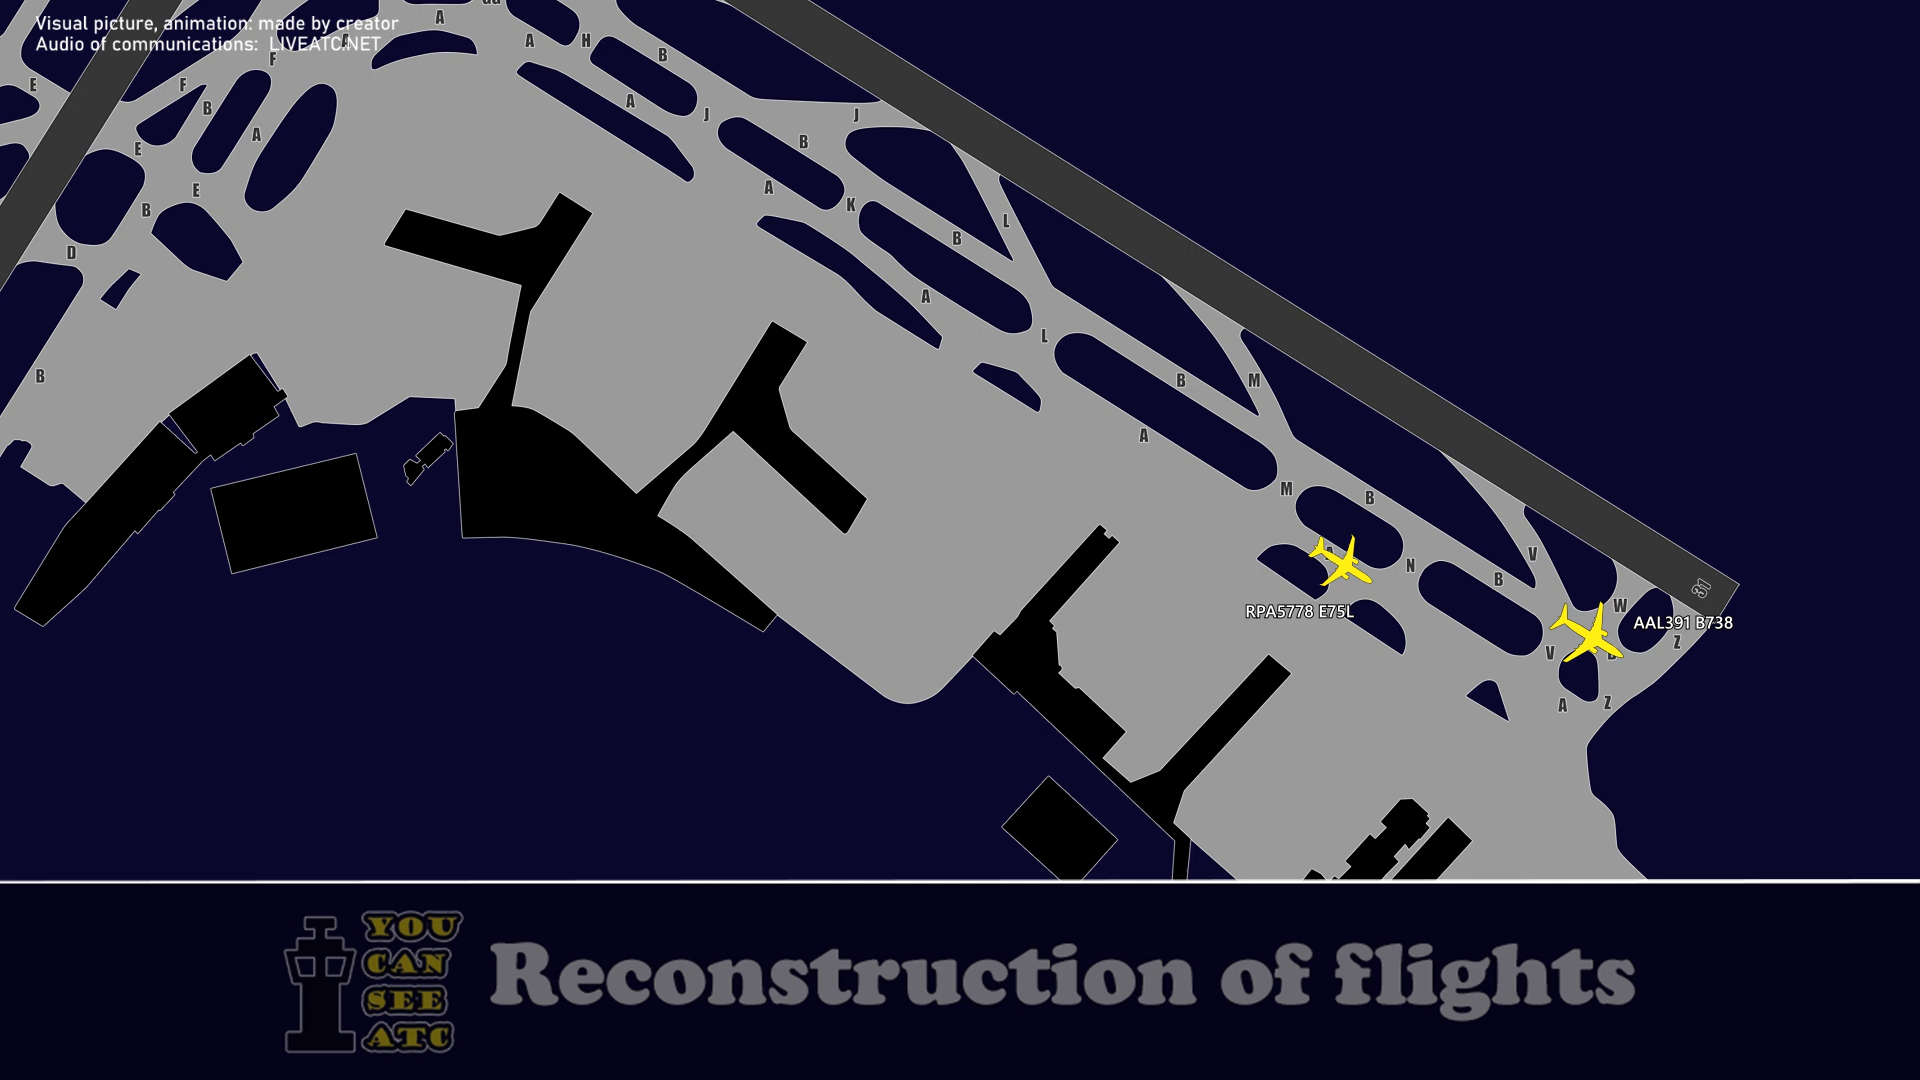 Visual picture, animation: made by creator
Audio of communications: LIVEATC.NET
A
A
F
A
H
B
E
F
B
A
J
J
B
A
E
E
B
D
A
K
B
L
B
A
L
B
M
A
M
B
N
B
V
31
W
V
Z
A
Z
RPA5778 E75L
AAL391 B738
YOU
CAN
SEE
ATC
Reconstruction of flights